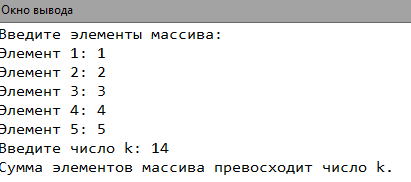 Окно вывода
Введите элементы массива:
Элемент 1: 1
Элемент 2: 2
Элемент 3: 3
Элемент 4: 4
Элемент 5: 5
Введите число k: 14
Сумма элементов массива превосходит число k.